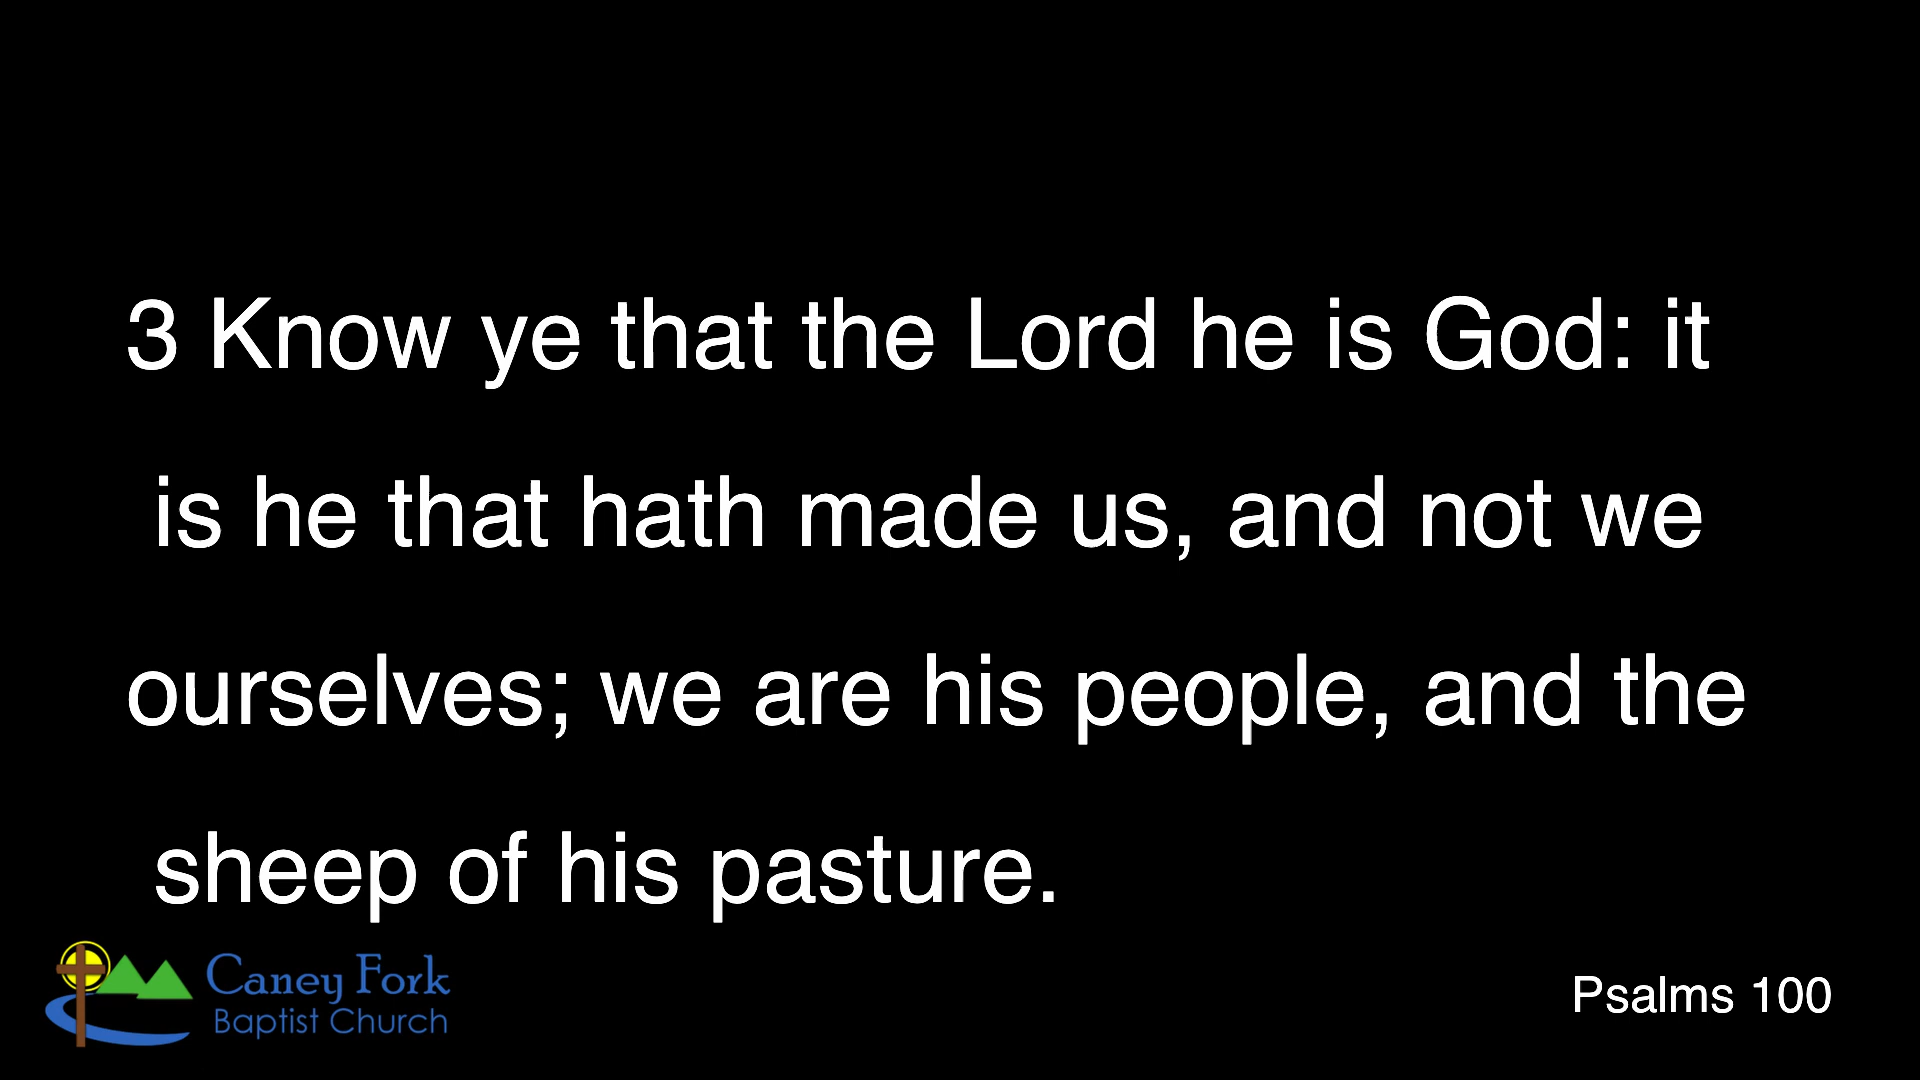 3 Know ye that the Lord he is God: it
is he that hath made us, and not we
ourselves; we are his people, and the
sheep of his pasture.
Caney Fork
Baptist Church
Psalms 100